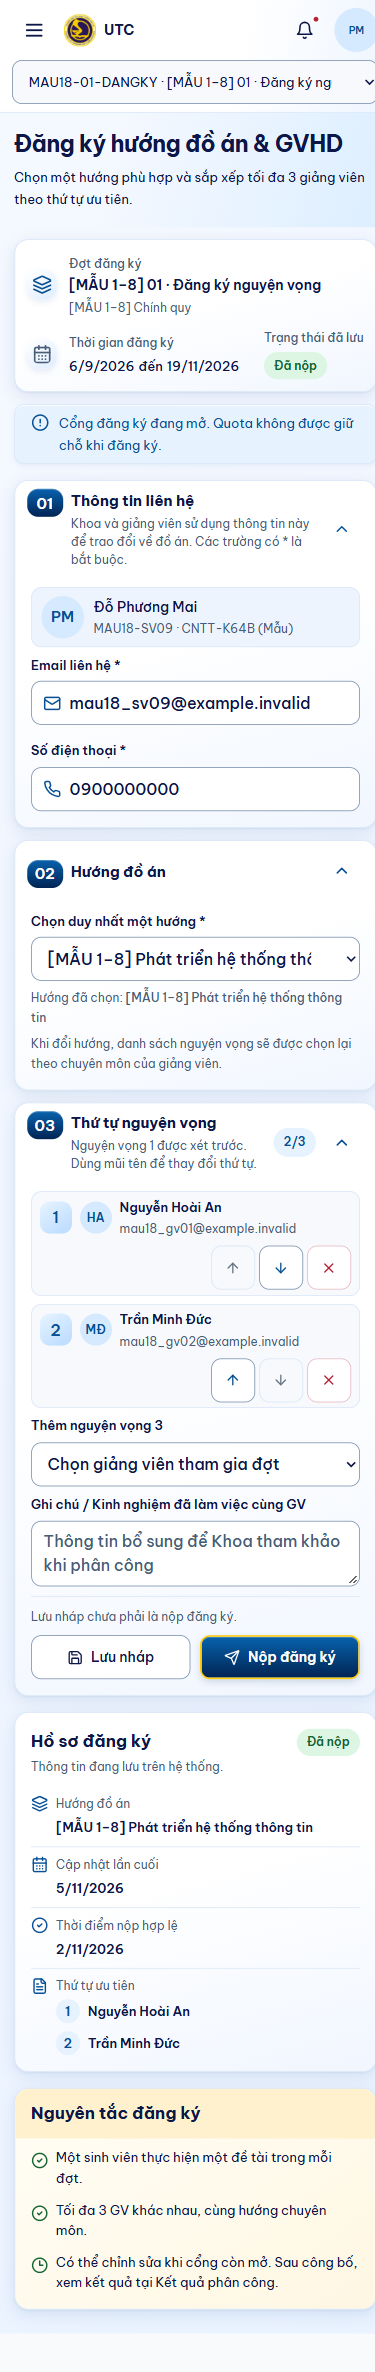 UTC
PM
MAU18-01-DANGKY · [MẪU 1–8] 01 · Đăng ký ng
Đăng ký hướng đồ án & GVHD
Chọn một hướng phù hợp và sắp xếp tối đa 3 giảng viên
theo thứ tự ưu tiên.
Đợt đăng ký
[MẪU 1–8] 01 · Đăng ký nguyện vọng
[MẪU 1–8] Chính quy
Thời gian đăng ký
6/9/2026 đến 19/11/2026
Trạng thái đã lưu
Đã nộp
Cổng đăng ký đang mở. Quota không được giữ
chỗ khi đăng ký.
01
Thông tin liên hệ
Khoa và giảng viên sử dụng thông tin này
để trao đổi về đồ án. Các trường có * là
bắt buộc.
PM
Đỗ Phương Mai
MAU18-SV09 · CNTT-K64B (Mẫu)
Email liên hệ *
mau18_sv09@example.invalid
Số điện thoại *
0900000000
02
Hướng đồ án
Chọn duy nhất một hướng *
[MẪU 1–8] Phát triển hệ thống thô
Hướng đã chọn: [MẪU 1–8] Phát triển hệ thống thông
tin
Khi đổi hướng, danh sách nguyện vọng sẽ được chọn lại
theo chuyên môn của giảng viên.
03
Thứ tự nguyện vọng
Nguyện vọng 1 được xét trước.
Dùng mũi tên để thay đổi thứ tự.
2/3
1
HA
Nguyễn Hoài An
mau18_gv01@example.invalid
2
MĐ
Trần Minh Đức
mau18_gv02@example.invalid
Thêm nguyện vọng 3
Chọn giảng viên tham gia đợt
Ghi chú / Kinh nghiệm đã làm việc cùng GV
Thông tin bổ sung để Khoa tham khảo
khi phân công
Lưu nháp chưa phải là nộp đăng ký.
Lưu nháp
Nộp đăng ký
Hồ sơ đăng ký
Đã nộp
Thông tin đang lưu trên hệ thống.
Hướng đồ án
[MẪU 1–8] Phát triển hệ thống thông tin
Cập nhật lần cuối
5/11/2026
Thời điểm nộp hợp lệ
2/11/2026
Thứ tự ưu tiên
1 Nguyễn Hoài An
2 Trần Minh Đức
Nguyên tắc đăng ký
Một sinh viên thực hiện một đề tài trong mỗi
đợt.
Tối đa 3 GV khác nhau, cùng hướng chuyên
môn.
Có thể chỉnh sửa khi cổng còn mở. Sau công bố,
xem kết quả tại Kết quả phân công.